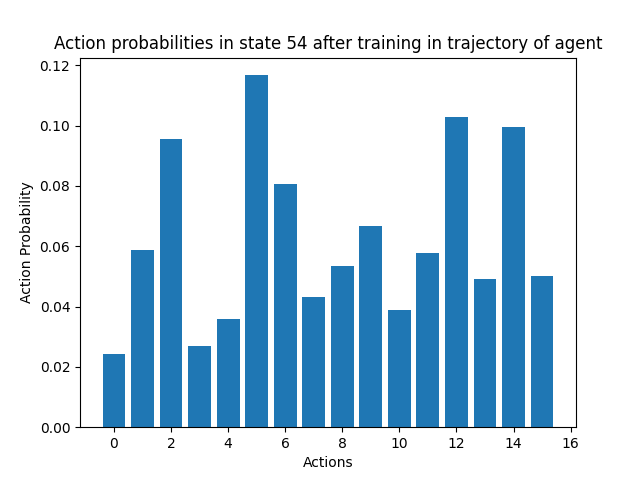 Action probabilities in state 54 after training in trajectory of agent
0.12
0.10
0.08
0.06
0.04
0.02
0.00
Action Probability
0 2 4 6 8 10 12 14 16
Actions